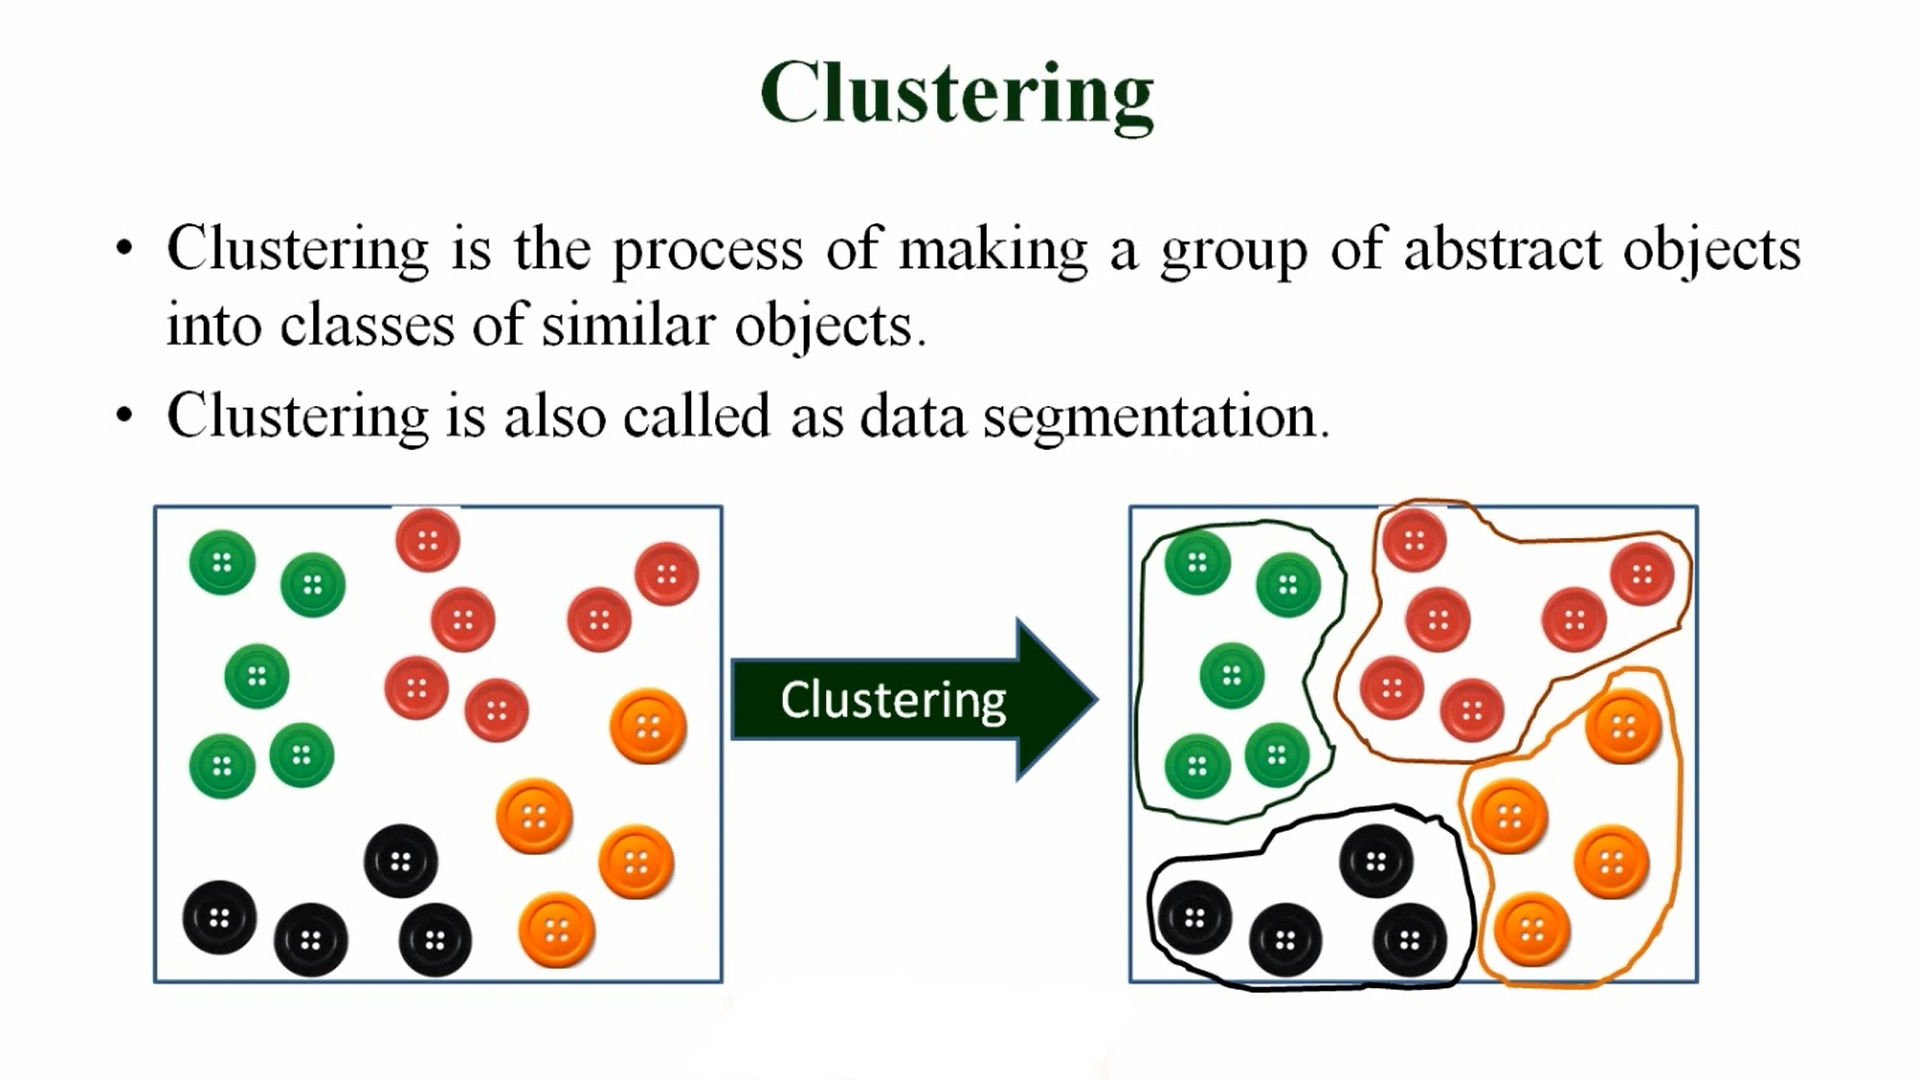 Clustering
• Clustering is the process of making a group of abstract objects
into classes of similar objects.
• Clustering is also called as data segmentation.
Clustering